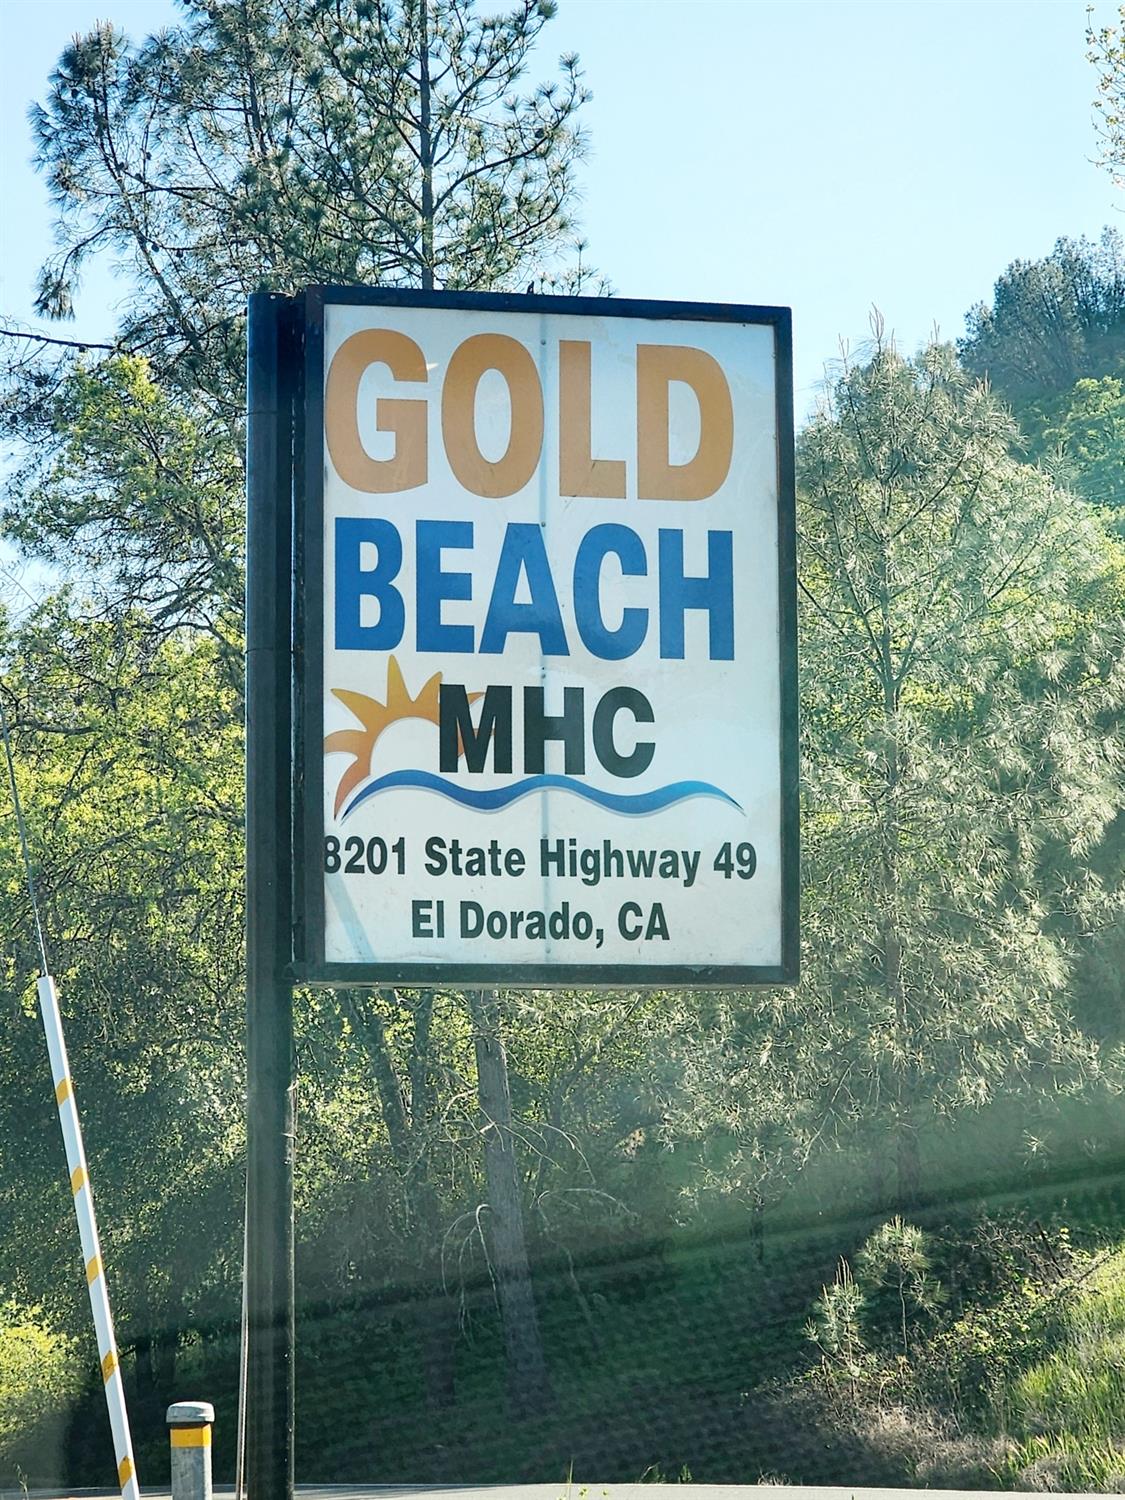 GOLD
BEACH
MHC
8201 State Highway 49
El Dorado, CA